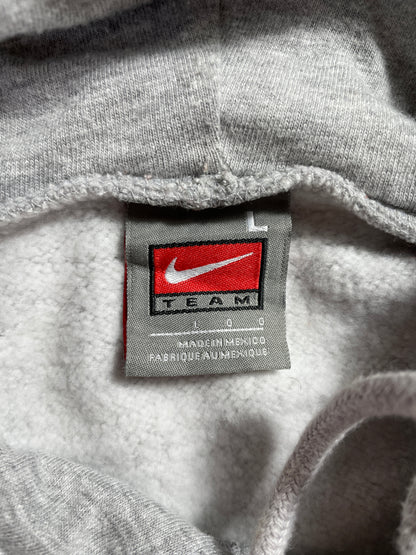 L
TEAM
L G G
MADE IN MEXICO
FABRIQUE AU MEXIQUE